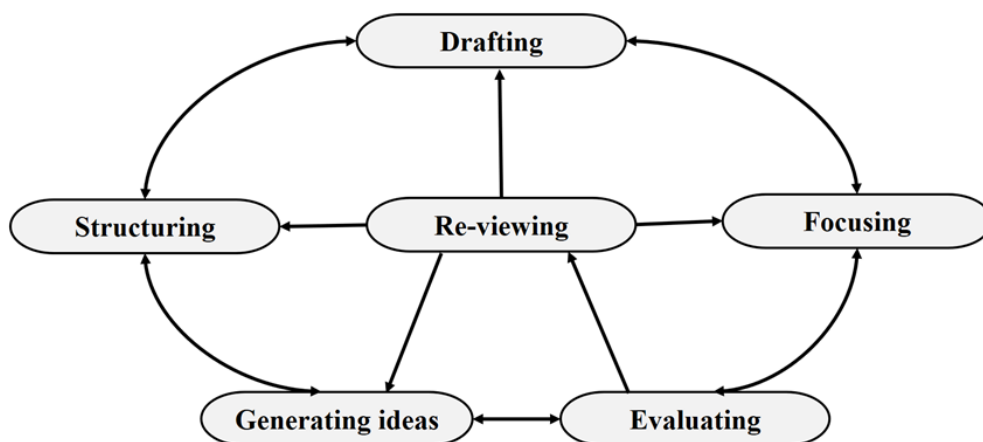 Drafting
Structuring
Re-viewing
Focusing
Generating ideas
Evaluating